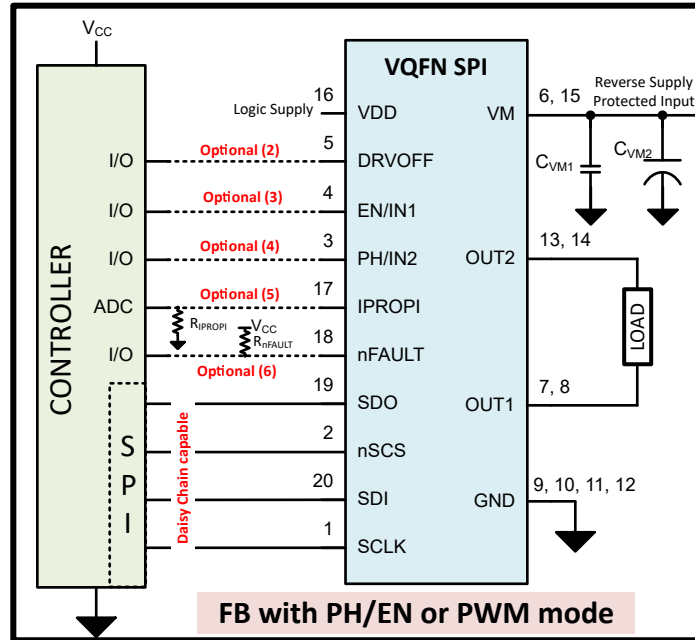 VCC
VQFN SPI
Reverse Supply
Protected Input
6, 15
16
Logic Supply
VDD
VM
5
I/O
Optional (2)
DRVOFF
CVM1
CVM2
4
I/O
Optional (3)
EN/IN1
3
13, 14
I/O
Optional (4)
PH/IN2
OUT2
17
ADC
Optional (5)
IPROPI
RIPROPI
VCC
RnFAULT
18
I/O
nFAULT
Optional (6)
LOAD
CONTROLLER
19
7, 8
SDO
OUT1
SPI
Daisy Chain capable
2
nSCS
20
9, 10, 11, 12
SDI
GND
1
SCLK
FB with PH/EN or PWM mode